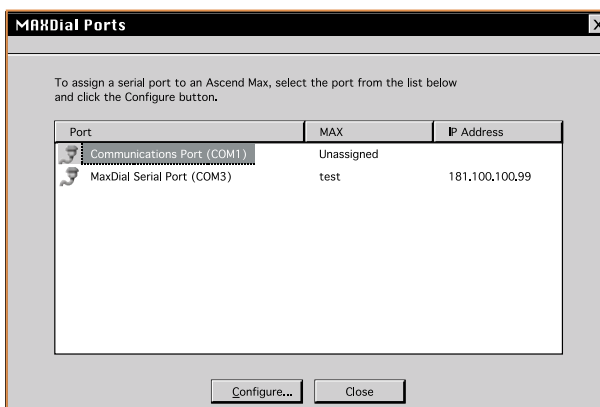 MAXDial Ports
To assign a serial port to an Ascend Max, select the port from the list below
and click the Configure button.
Port MAX IP Address
Communications Port (COM1) Unassigned
MaxDial Serial Port (COM3) test 181.100.100.99
Configure... Close